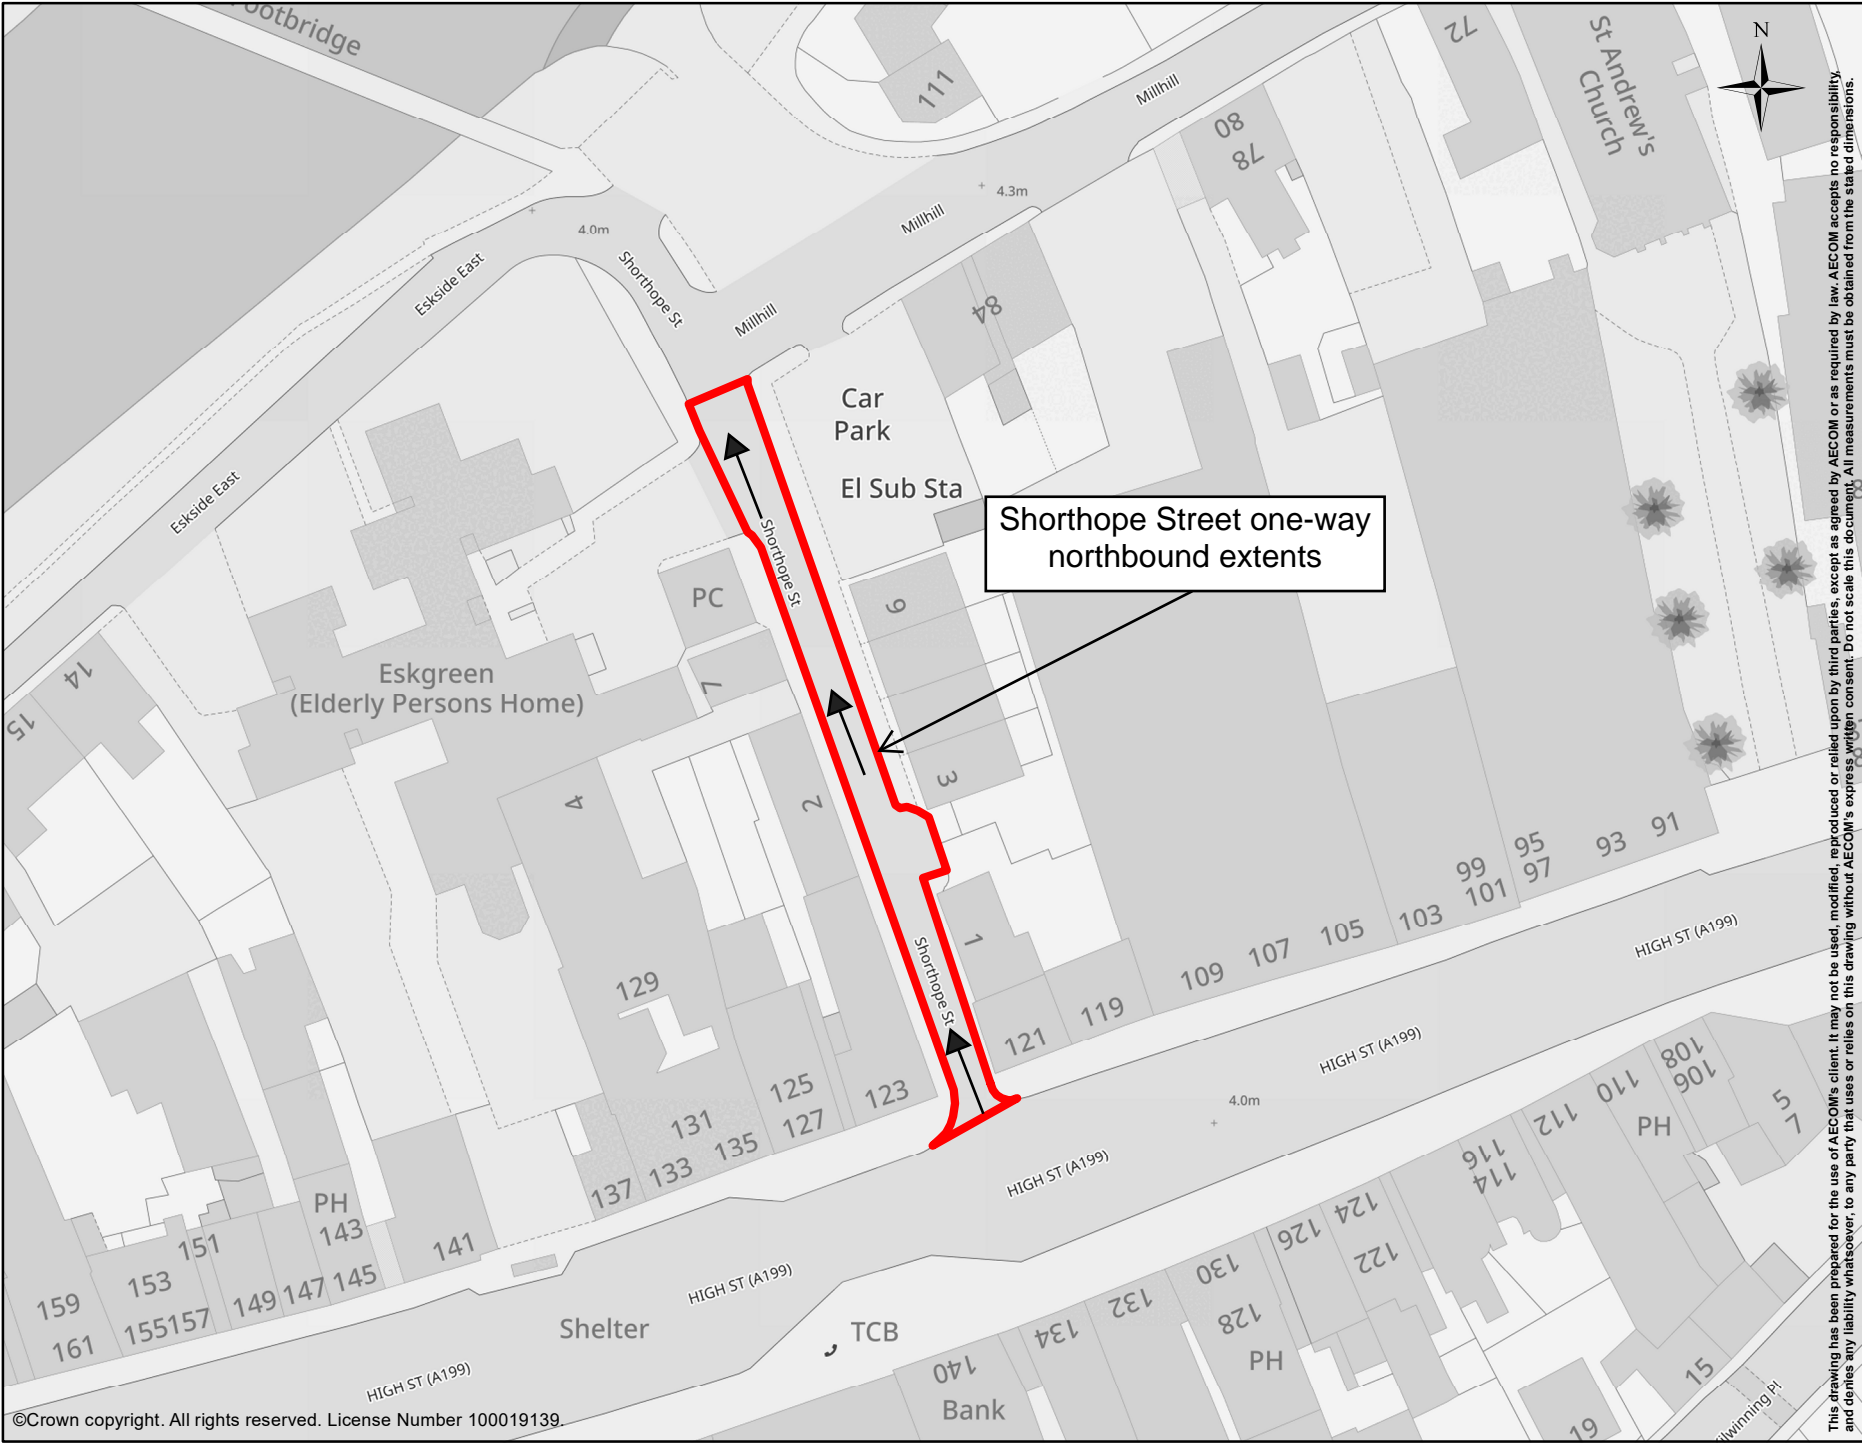 ootbridge
111
Millhill
72
St Andrew's
Church
N
80
78
4.3m
4.0m
Millhill
Eskside East
Shorthope St
Millhill
84
Car
Park
El Sub Sta
Eskside East
Shorthope Street one-way
northbound extents
Shorthope St
PC
9
7
Eskgreen
(Elderly Persons Home)
14
15
4
2
3
1
91
93
95
97
99
101
103
105
107
109
119
121
HIGH ST (A199)
Shorthope St
129
123
125
127
131
135
133
137
HIGH ST (A199)
4.0m
108
106
110
PH
5
7
112
116
114
HIGH ST (A199)
PH
143
141
151
153
159
161
155157
149
147
145
HIGH ST (A199)
124
126
122
130
128
PH
132
134
140
Bank
Shelter
TCB
HIGH ST (A199)
15
19
ilwinning Pl
©Crown copyright. All rights reserved. License Number 100019139.
This drawing has been prepared for the use of AECOM's client. It may not be used, modified, reproduced or relied upon by third parties, except as agreed by AECOM or as required by law. AECOM accepts no responsibility,
and denies any liability whatsoever, to any party that uses or relies on this drawing without AECOM's express written consent. Do not scale this document. All measurements must be obtained from the stated dimensions.